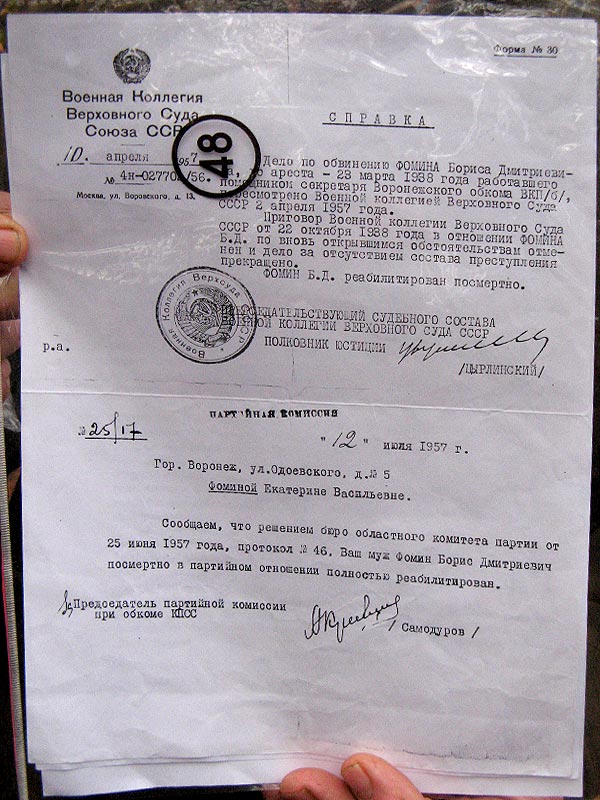 Форма № 30
Военная Коллегия
Верховного Суда
Союза ССР
10. апреля 1957
№ 4н-02770 /56.
Москва, ул. Воровского, д. 13.
48
СПРАВКА
Дело по обвинению ФОМИНА Бориса Дмитриеви-
ча, до ареста - 23 марта 1938 года работавшего
помощником секретаря Воронежского обкома ВКП/б/,
пересмотрено Военной коллегией Верховного Суда
СССР 2 апреля 1957 года.
Приговор Военной коллегии Верховного Суда
СССР от 22 октября 1938 года в отношении ФОМИНА
Б.Д. по вновь открывшимся обстоятельствам отме-
нен и дело за отсутствием состава преступления
прекращено.
ФОМИН Б.Д. реабилитирован посмертно.
Военная Коллегия Верхсуда
ПРЕДСЕДАТЕЛЬСТВУЮЩИЙ СУДЕБНОГО СОСТАВА
ВОЕННОЙ КОЛЛЕГИИ ВЕРХОВНОГО СУДА СССР
ПОЛКОВНИК ЮСТИЦИИ
р.а.
/ЦЫРЛИНСКИЙ/
ПАРТИЙНАЯ КОМИССИЯ
№ 25/17
"12" июля 1957 г.
Гор. Воронеж, ул.Одоевского, д.№ 5
Фоминой Екатерине Васильевне.
Сообщаем, что решением бюро областного комитета партии от
25 июня 1957 года, протокол № 46, Ваш муж Фомин Борис Дмитриевич
посмертно в партийном отношении полностью реабилитирован.
Председатель партийной комиссии
при обкоме КПСС
/ Самодуров /